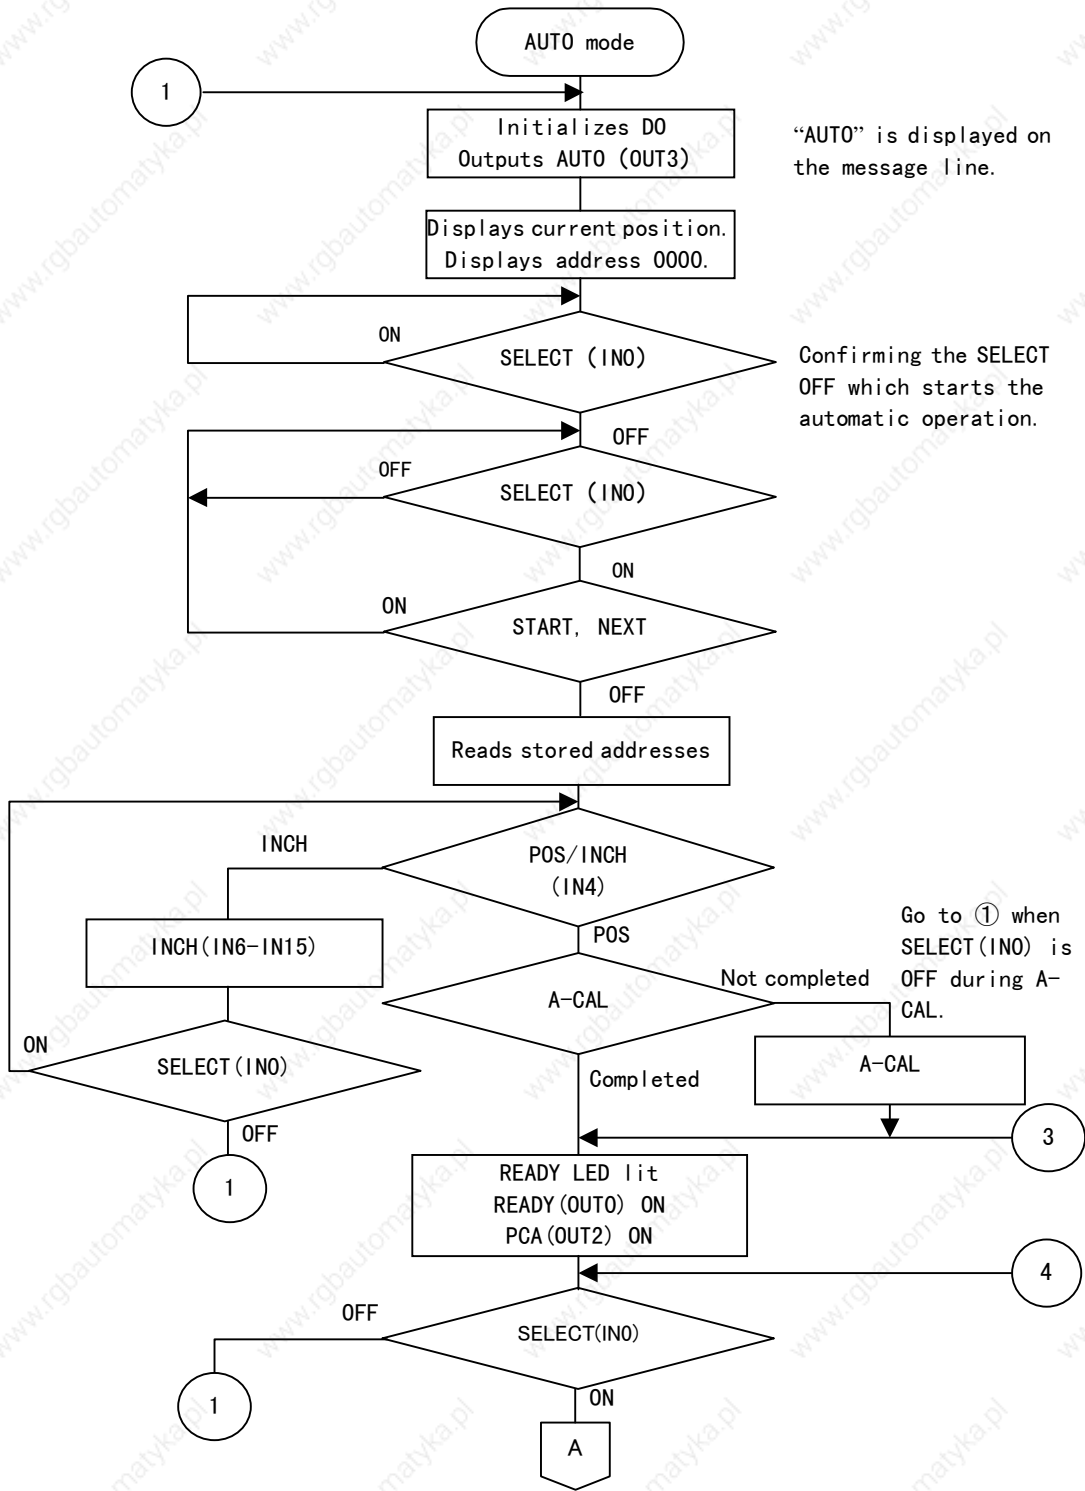 AUTO mode
1
Initializes DO
Outputs AUTO (OUT3)
“AUTO” is displayed on
the message line.
Displays current position.
Displays address 0000.
ON
SELECT (IN0)
Confirming the SELECT
OFF which starts the
automatic operation.
OFF
OFF
SELECT (IN0)
ON
ON
START, NEXT
OFF
Reads stored addresses
INCH
POS/INCH
(IN4)
POS
INCH(IN6-IN15)
Go to ① when
SELECT(IN0) is
OFF during A-
CAL.
Not completed
A-CAL
ON
SELECT(IN0)
A-CAL
Completed
OFF
3
1
READY LED lit
READY(OUT0) ON
PCA(OUT2) ON
4
OFF
SELECT(IN0)
1
ON
A
www.rgbautomatyka.pl